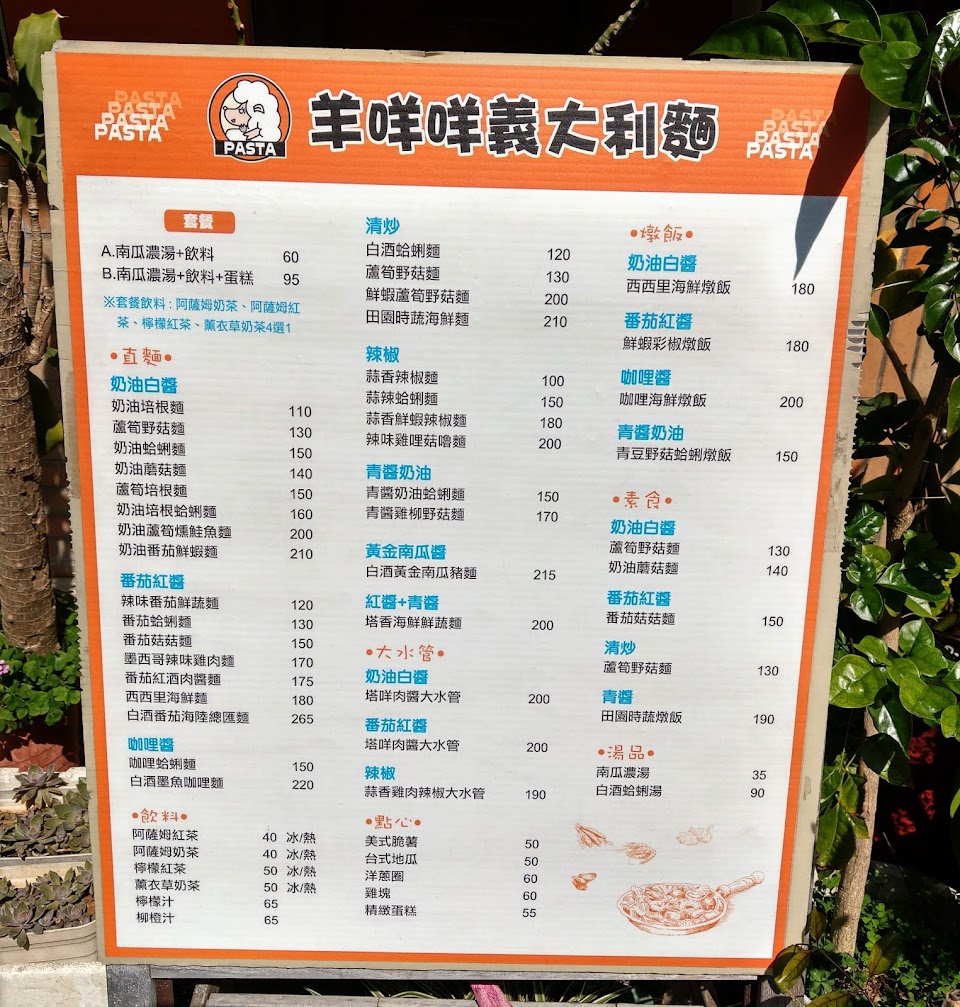 PASTA
PASTA
PASTA
PASTA
PASTA
羊咩咩義大利麵
PASTA
PASTA
PASTA
PASTA
套餐
A.南瓜濃湯+飲料 60
B.南瓜濃湯+飲料+蛋糕 95
※套餐飲料:阿薩姆奶茶、阿薩姆紅
茶、檸檬紅茶、薰衣草奶茶4選1
•直麵•
奶油白醬
奶油培根麵 110
蘆筍野菇麵 130
奶油蛤蜊麵 150
奶油蘑菇麵 140
蘆筍培根麵 150
奶油培根蛤蜊麵 160
奶油蘆筍燻鮭魚麵 200
奶油番茄鮮蝦麵 210
番茄紅醬
辣味番茄鮮蔬麵 120
番茄蛤蜊麵 130
番茄菇菇麵 150
墨西哥辣味雞肉麵 170
番茄紅酒肉醬麵 175
西西里海鮮麵 180
白酒番茄海陸總匯麵 265
咖哩醬
咖哩蛤蜊麵 150
白酒墨魚咖哩麵 220
•飲料•
阿薩姆紅茶 40 冰/熱
阿薩姆奶茶 40 冰/熱
檸檬紅茶 50 冰/熱
薰衣草奶茶 50 冰/熱
檸檬汁 65
柳橙汁 65
清炒
白酒蛤蜊麵 120
蘆筍野菇麵 130
鮮蝦蘆筍野菇麵 200
田園時蔬海鮮麵 210
辣椒
蒜香辣椒麵 100
蒜辣蛤蜊麵 150
蒜香鮮蝦辣椒麵 180
辣味雞哩菇嚕麵 200
青醬奶油
青醬奶油蛤蜊麵 150
青醬雞柳野菇麵 170
黃金南瓜醬
白酒黃金南瓜豬麵 215
紅醬+青醬
塔香海鮮鮮蔬麵 200
•大水管•
奶油白醬
塔咩肉醬大水管 200
番茄紅醬
塔咩肉醬大水管 200
辣椒
蒜香雞肉辣椒大水管 190
•點心•
美式脆薯 50
台式地瓜 50
洋蔥圈 60
雞塊 60
精緻蛋糕 55
•燉飯•
奶油白醬
西西里海鮮燉飯 180
番茄紅醬
鮮蝦彩椒燉飯 180
咖哩醬
咖哩海鮮燉飯 200
青醬奶油
青豆野菇蛤蜊燉飯 150
•素食•
奶油白醬
蘆筍野菇麵 130
奶油蘑菇麵 140
番茄紅醬
番茄菇菇麵 150
清炒
蘆筍野菇麵 130
青醬
田園時蔬燉飯 190
•湯品•
南瓜濃湯 35
白酒蛤蜊湯 90